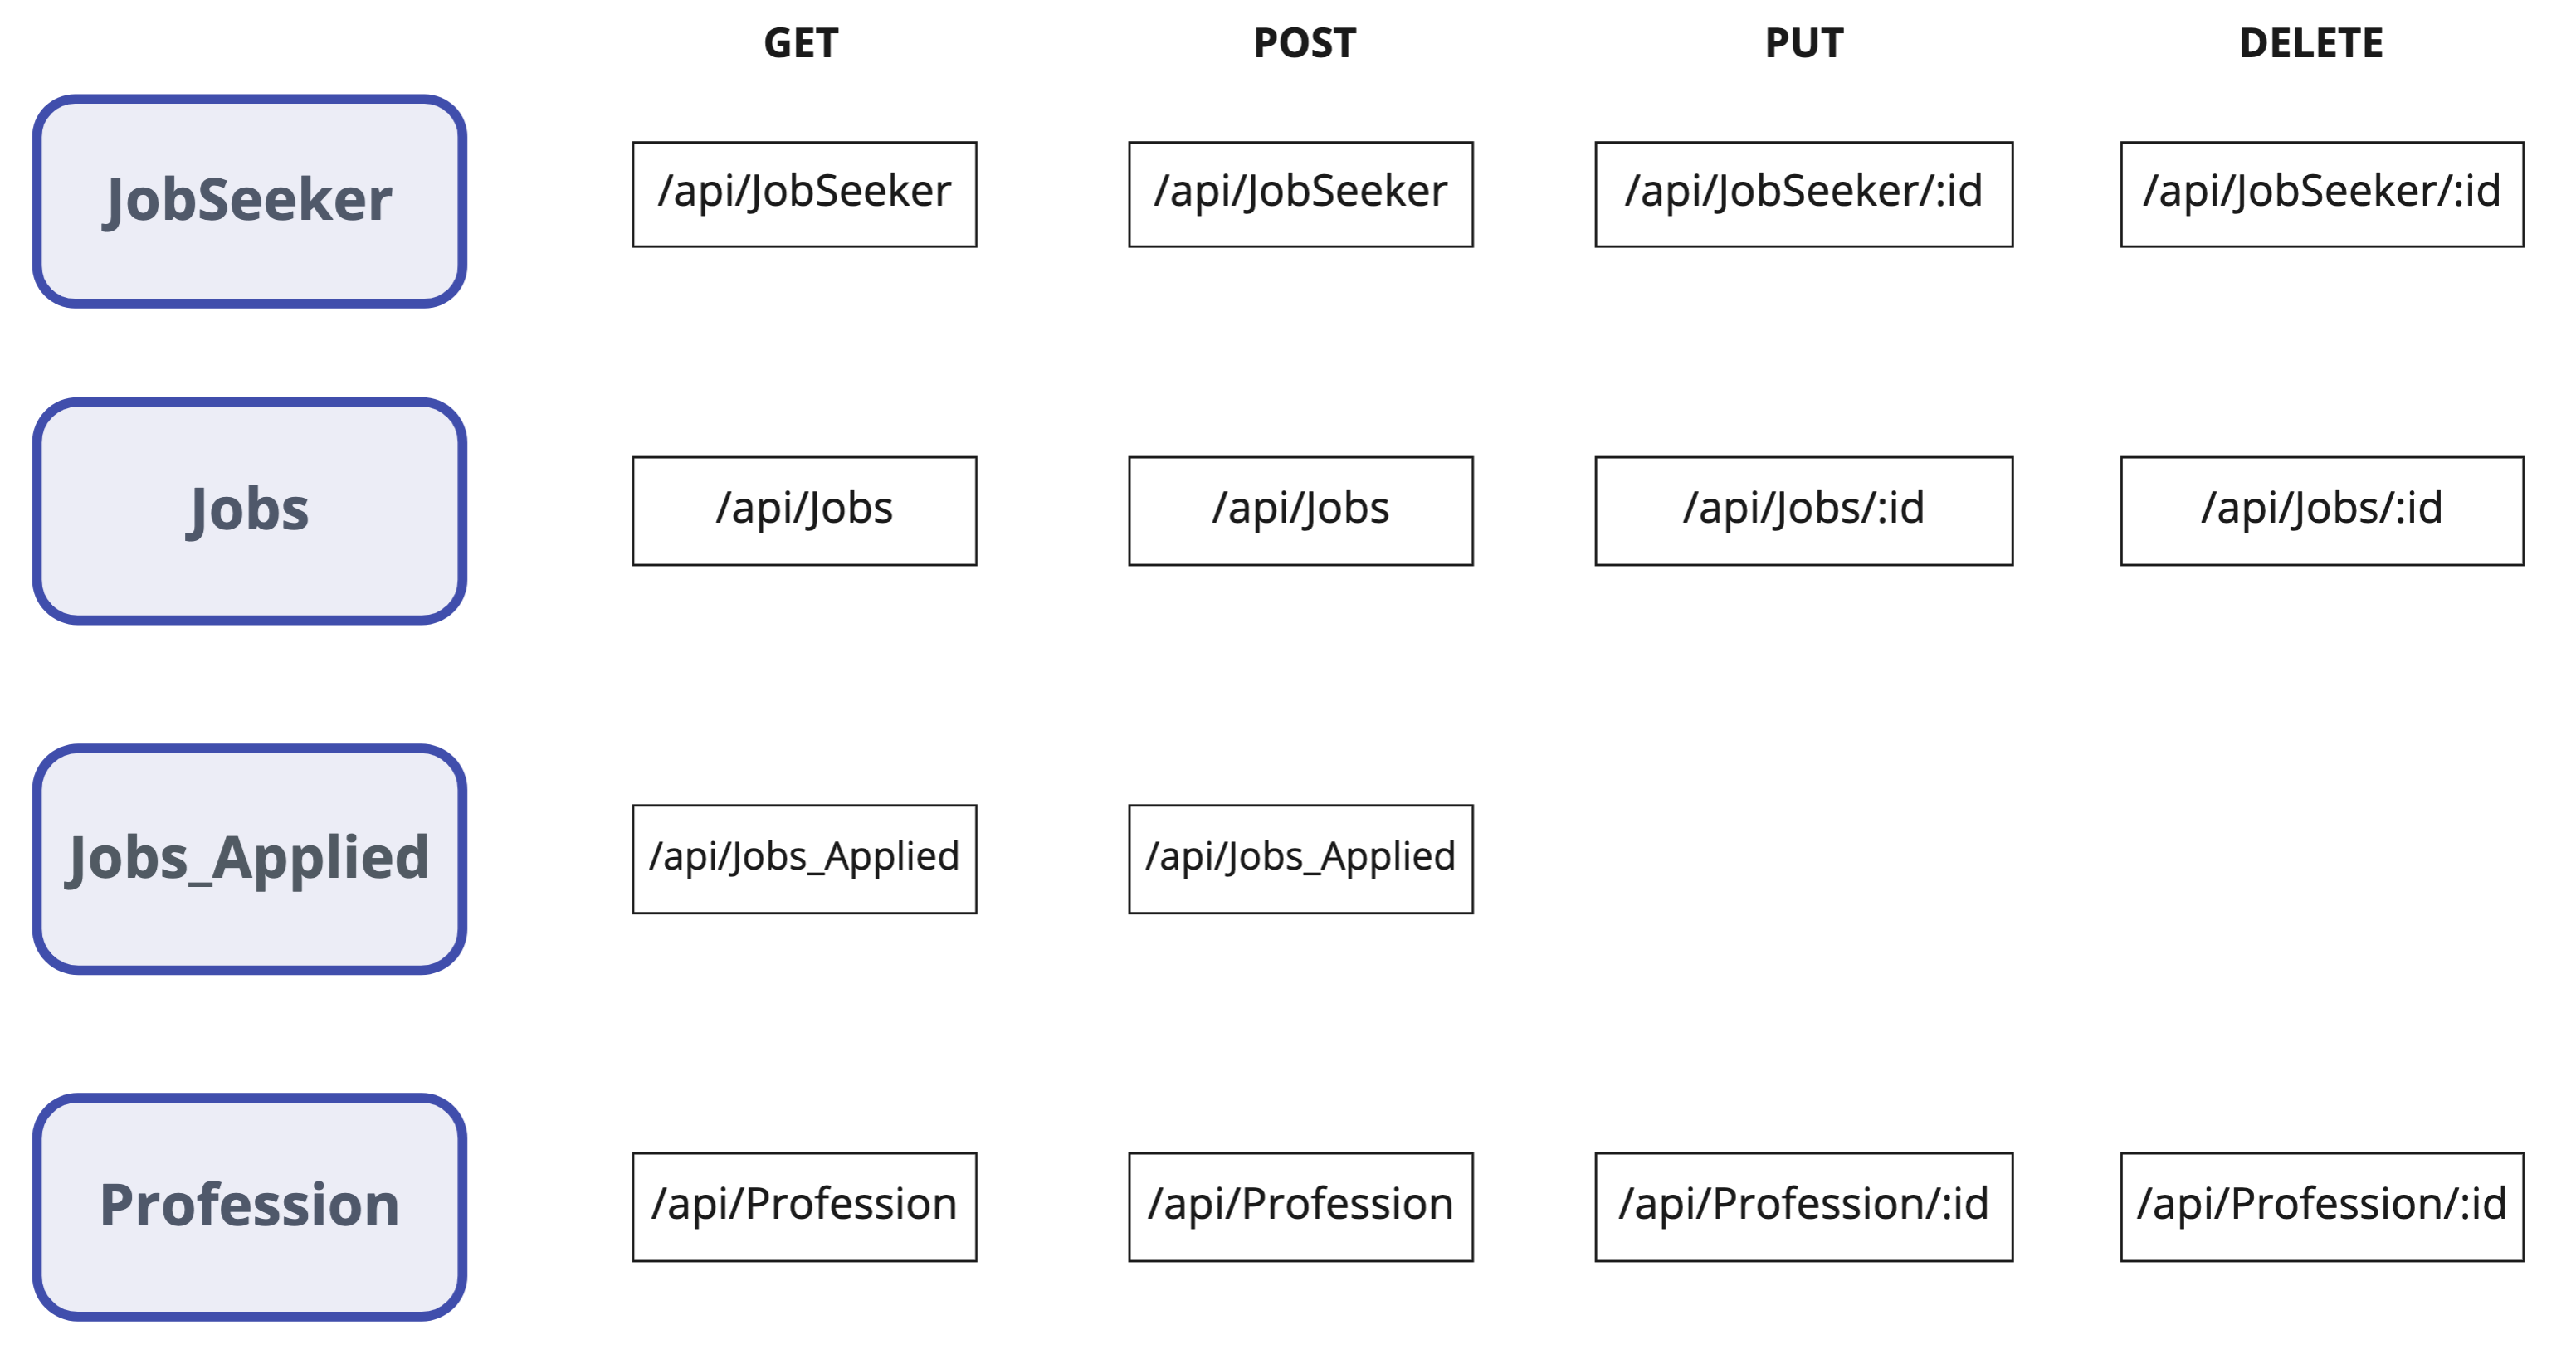 GET POST PUT DELETE
JobSeeker /api/JobSeeker /api/JobSeeker /api/JobSeeker/:id /api/JobSeeker/:id
Jobs /api/Jobs /api/Jobs /api/Jobs/:id /api/Jobs/:id
Jobs_Applied /api/Jobs_Applied /api/Jobs_Applied
Profession /api/Profession /api/Profession /api/Profession/:id /api/Profession/:id